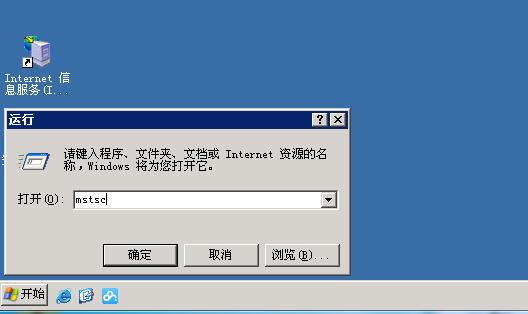 Internet 信
息服务(I...
运行
请键入程序、文件夹、文档或 Internet 资源的名
称，Windows 将为您打开它。
打开(O):
mstsc
确定
取消
浏览(B)...
开始